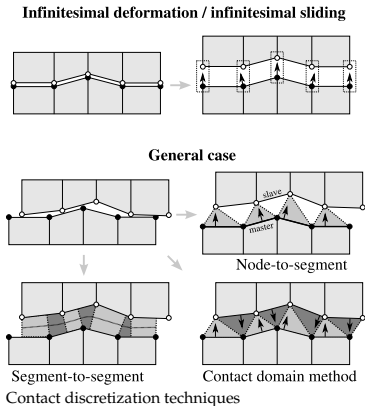 Infinitesimal deformation / infinitesimal sliding
General case
slave
master
Node-to-segment
Segment-to-segment
Contact domain method
Contact discretization techniques